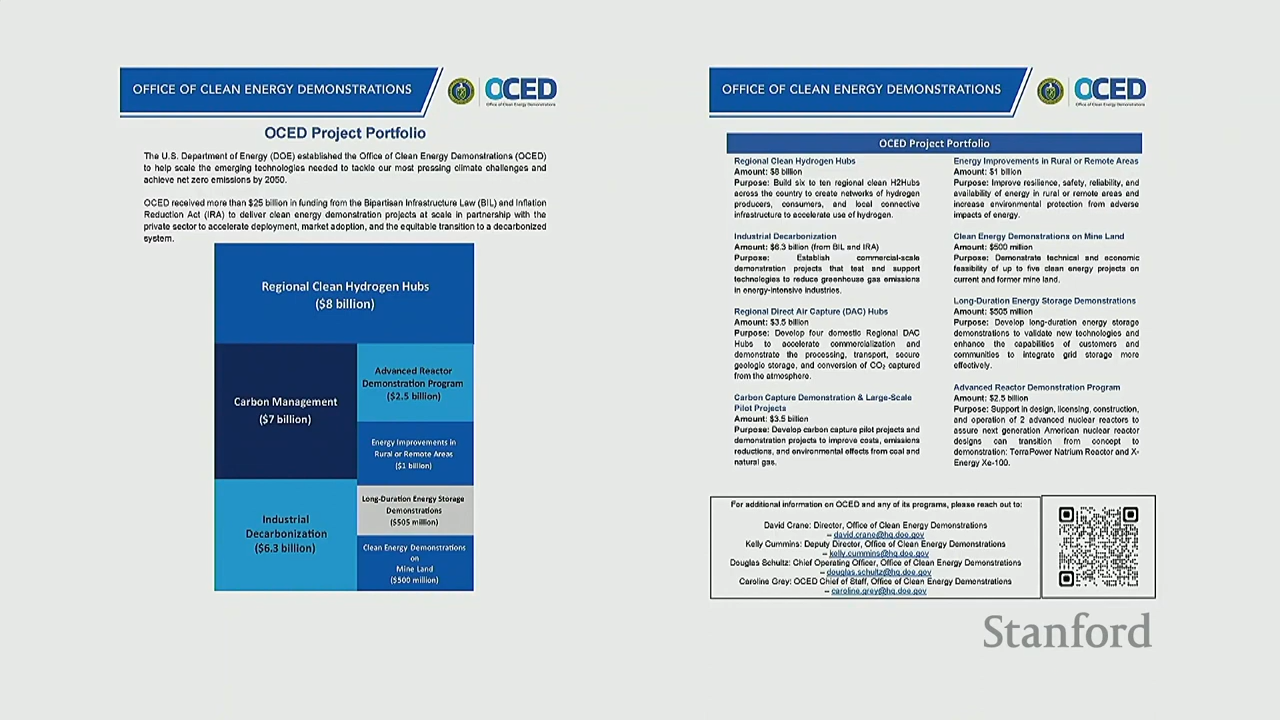 OFFICE OF CLEAN ENERGY DEMONSTRATIONS
OCED
Office of Clean Energy Demonstrations
OCED Project Portfolio
The U.S. Department of Energy (DOE) established the Office of Clean Energy Demonstrations (OCED)
to help scale the emerging technologies needed to tackle our most pressing climate challenges and
achieve net zero emissions by 2050.
OCED received more than $25 billion in funding from the Bipartisan Infrastructure Law (BIL) and Inflation
Reduction Act (IRA) to deliver clean energy demonstration projects at scale in partnership with the
private sector to accelerate deployment, market adoption, and the equitable transition to a decarbonized
system.
Regional Clean Hydrogen Hubs
($8 billion)
Carbon Management
($7 billion)
Industrial
Decarbonization
($6.3 billion)
Advanced Reactor
Demonstration Program
($2.5 billion)
Energy Improvements in
Rural or Remote Areas
($1 billion)
Long-Duration Energy Storage
Demonstrations
($505 million)
Clean Energy Demonstrations
on
Mine Land
($500 million)
OFFICE OF CLEAN ENERGY DEMONSTRATIONS
OCED
Office of Clean Energy Demonstrations
OCED Project Portfolio
Regional Clean Hydrogen Hubs
Amount: $8 billion
Purpose: Build six to ten regional clean H2Hubs
across the country to create networks of hydrogen
producers, consumers, and local connective
infrastructure to accelerate use of hydrogen.
Industrial Decarbonization
Amount: $6.3 billion (from BIL and IRA)
Purpose: Establish commercial-scale
demonstration projects that test and support
technologies to reduce greenhouse gas emissions
in energy-intensive industries.
Regional Direct Air Capture (DAC) Hubs
Amount: $3.5 billion
Purpose: Develop four domestic Regional DAC
Hubs to accelerate commercialization and
demonstrate the processing, transport, secure
geologic storage, and conversion of CO₂ captured
from the atmosphere.
Carbon Capture Demonstration & Large-Scale
Pilot Projects
Amount: $3.5 billion
Purpose: Develop carbon capture pilot projects and
demonstration projects to improve costs, emissions
reductions, and environmental effects from coal and
natural gas.
Energy Improvements in Rural or Remote Areas
Amount: $1 billion
Purpose: Improve resilience, safety, reliability, and
availability of energy in rural or remote areas and
increase environmental protection from adverse
impacts of energy.
Clean Energy Demonstrations on Mine Land
Amount: $500 million
Purpose: Demonstrate technical and economic
feasibility of up to five clean energy projects on
current and former mine land.
Long-Duration Energy Storage Demonstrations
Amount: $505 million
Purpose: Develop long-duration energy storage
demonstrations to validate new technologies and
enhance the capabilities of customers and
communities to integrate grid storage more
effectively.
Advanced Reactor Demonstration Program
Amount: $2.5 billion
Purpose: Support in design, licensing, construction,
and operation of 2 advanced nuclear reactors to
assure next generation American nuclear reactor
designs can transition from concept to
demonstration: TerraPower Natrium Reactor and X-
Energy Xe-100.
For additional information on OCED and any of its programs, please reach out to:
David Crane: Director, Office of Clean Energy Demonstrations
– david.crane@hq.doe.gov
Kelly Cummins: Deputy Director, Office of Clean Energy Demonstrations
– kelly.cummins@hq.doe.gov
Douglas Schultz: Chief Operating Officer, Office of Clean Energy Demonstrations
– douglas.schultz@hq.doe.gov
Caroline Grey: OCED Chief of Staff, Office of Clean Energy Demonstrations
– caroline.grey@hq.doe.gov
Stanford